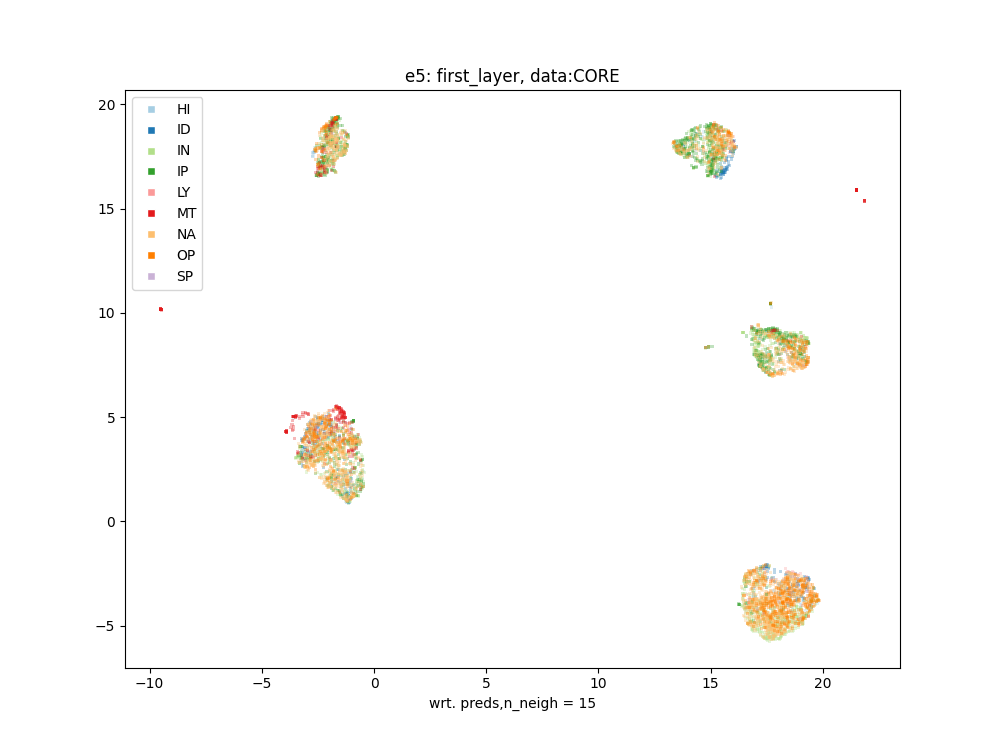 e5: first_layer, data:CORE
HI
ID
IN
IP
LY
MT
NA
OP
SP
20
15
10
5
0
−5
−10
−5
0
5
10
15
20
wrt. preds,n_neigh = 15